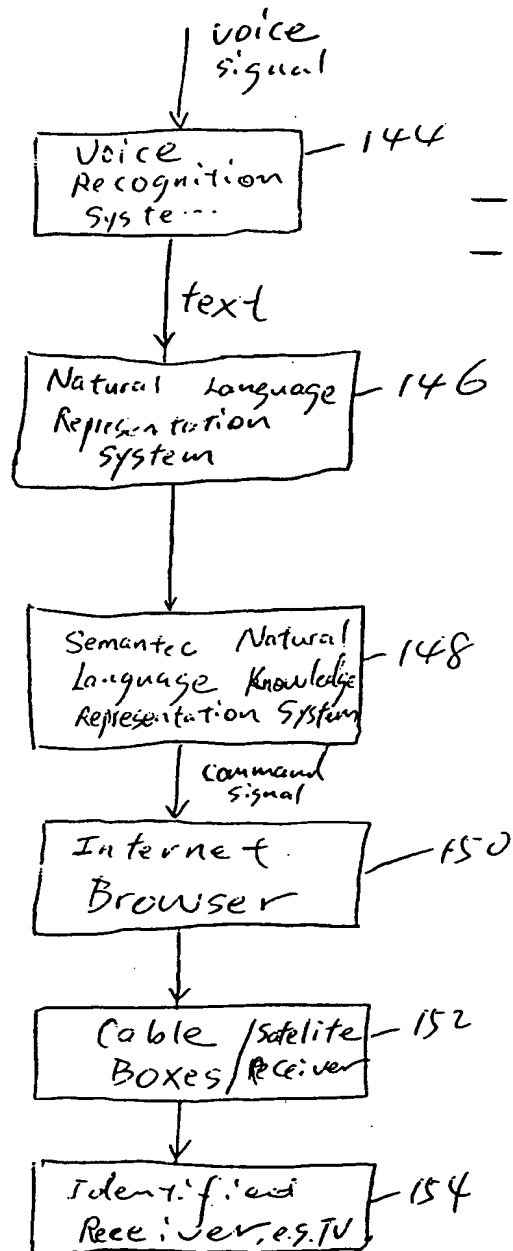 voice
signal
Voice
Recognition
Syste...
144
text
Natural Language
Representation
System
146
Semantec Natural
Language Knowledge
Representation System
148
command
signal
Internet
Browser
150
Cable / Satelite
Boxes / Receiver
152
Identified
Receiver, e.g. TV
154